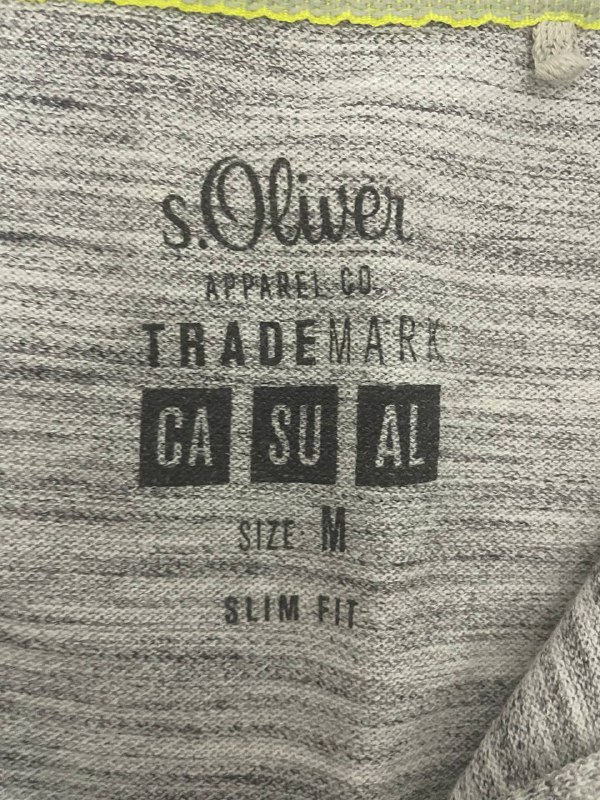 s.Oliver
APPAREL CO.
TRADEMARK
CA SU AL
SIZE M
SLIM FIT